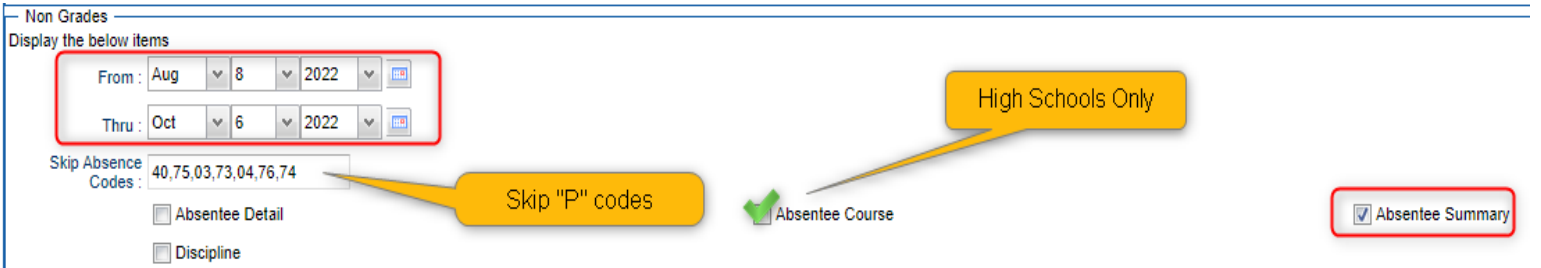 Non Grades
Display the below items
From : Aug 8 2022
High Schools Only
Thru : Oct 6 2022
Skip Absence
Codes : 40,75,03,73,04,76,74
Skip "P" codes
Absentee Detail
Absentee Course
Absentee Summary
Discipline